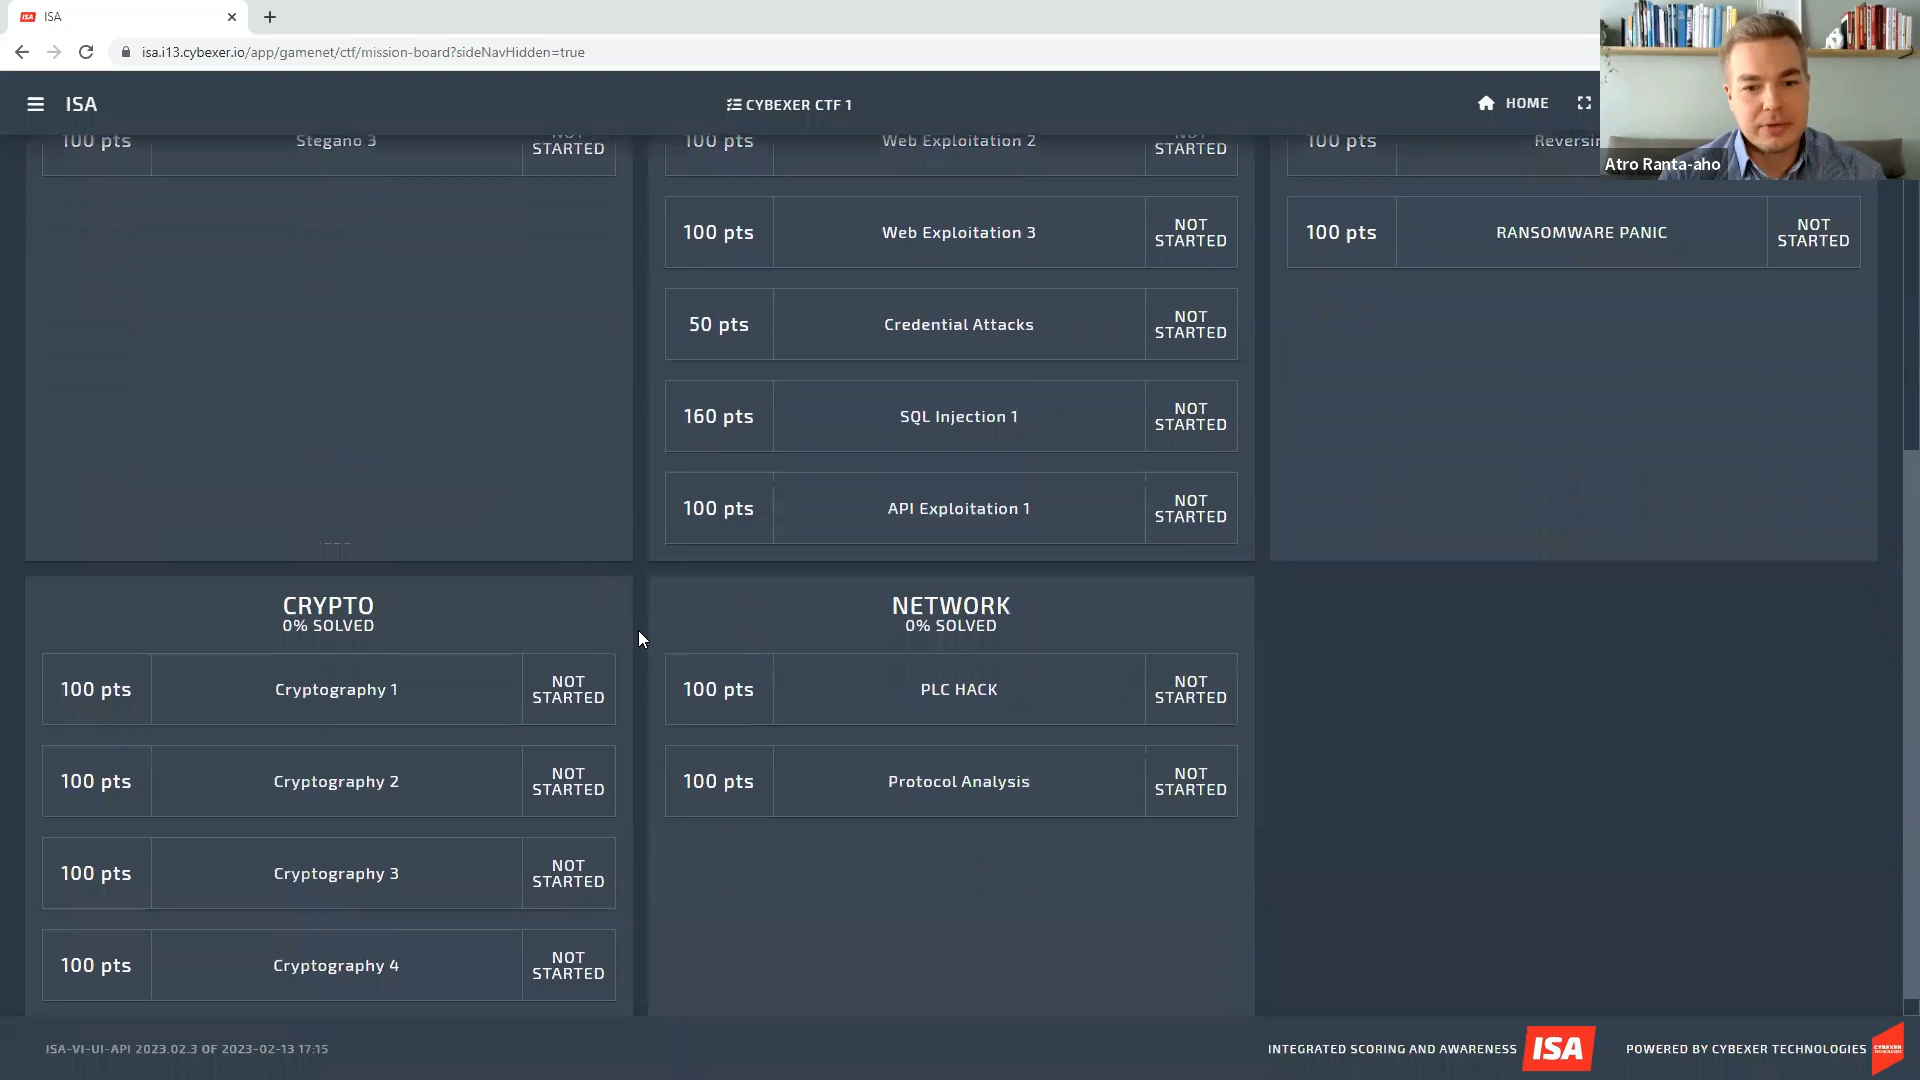 ISA ISA
isa.i13.cybexer.io/app/gamenet/ctf/mission-board?sideNavHidden=true
ISA
CYBEXER CTF 1
HOME
Atro Ranta-aho
100 pts Stegano 3 NOT STARTED
100 pts Web Exploitation 2 NOT STARTED
100 pts
100 pts Web Exploitation 3 NOT STARTED
100 pts RANSOMWARE PANIC NOT STARTED
50 pts Credential Attacks NOT STARTED
160 pts SQL Injection 1 NOT STARTED
100 pts API Exploitation 1 NOT STARTED
CRYPTO
0% SOLVED
100 pts Cryptography 1 NOT STARTED
100 pts Cryptography 2 NOT STARTED
100 pts Cryptography 3 NOT STARTED
100 pts Cryptography 4 NOT STARTED
NETWORK
0% SOLVED
100 pts PLC HACK NOT STARTED
100 pts Protocol Analysis NOT STARTED
ISA-VI-UI-API 2023.02.3 OF 2023-02-13 17:15
INTEGRATED SCORING AND AWARENESS ISA
POWERED BY CYBEXER TECHNOLOGIES CYBEXER TECHNOLOGIES